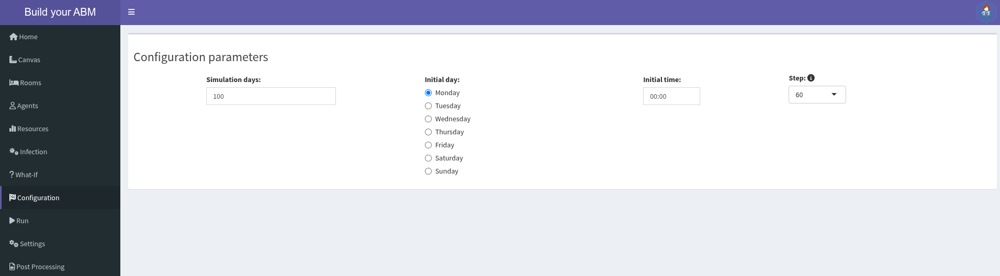 Build your ABM
Home
Canvas
Rooms
Agents
Resources
Infection
What-If
Configuration
Run
Settings
Post Processing
Configuration parameters
Simulation days:
100
Initial day:
Monday
Tuesday
Wednesday
Thursday
Friday
Saturday
Sunday
Initial time:
00:00
Step:
60